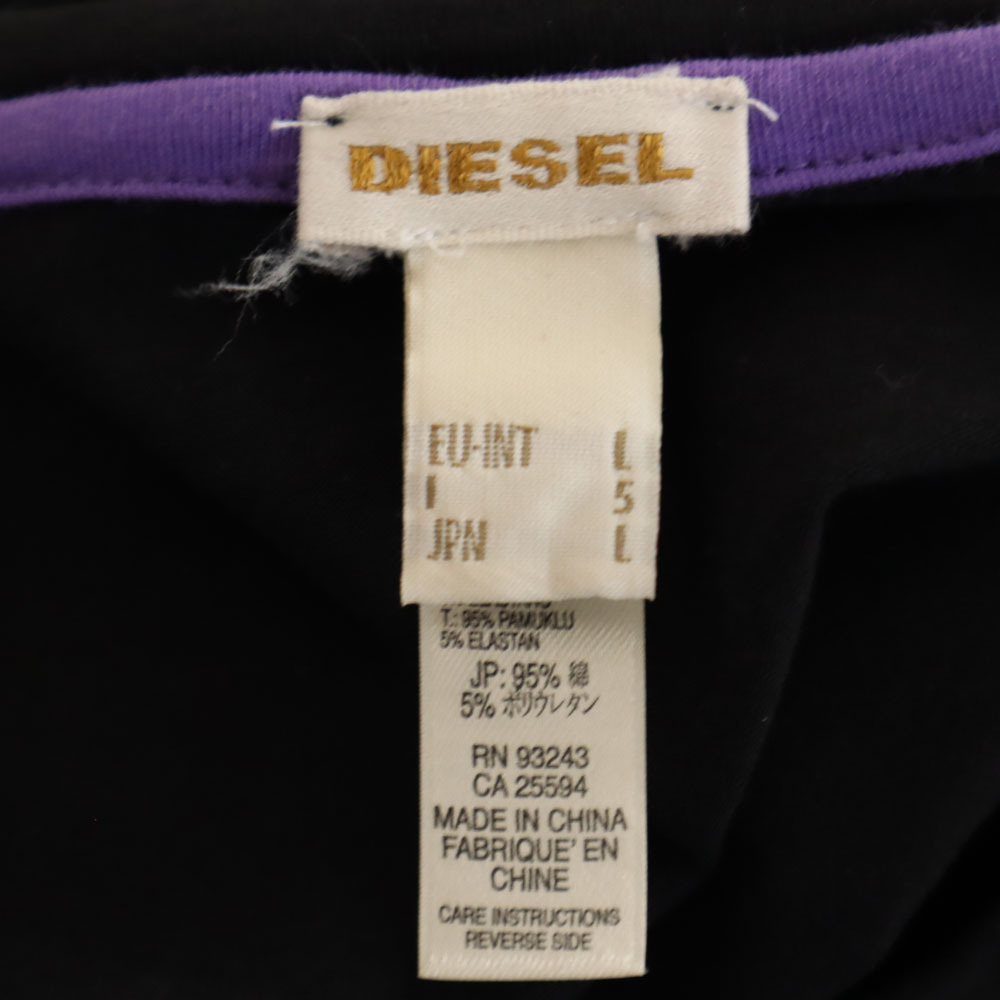 DIESEL
EU-INT L
I 5
JPN L
T.: 95% PAMUKLU
5% ELASTAN
JP: 95% 綿
5% ポリウレタン
RN 93243
CA 25594
MADE IN CHINA
FABRIQUE' EN
CHINE
CARE INSTRUCTIONS
REVERSE SIDE